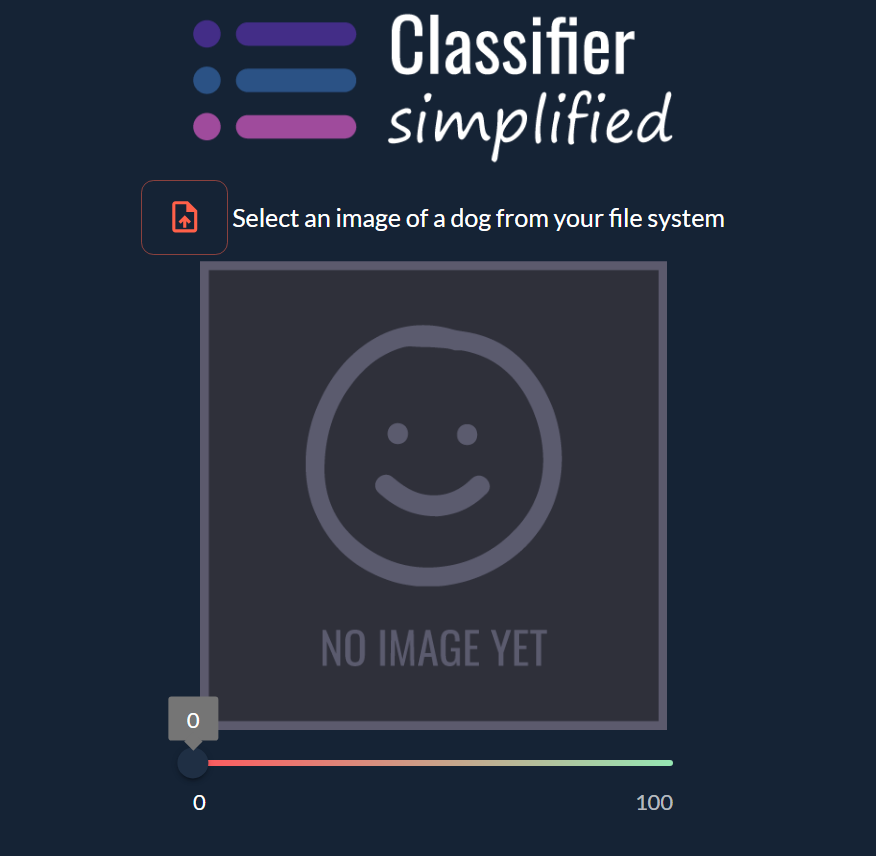 Classifier
simplified
Select an image of a dog from your file system
NO IMAGE YET
0
0
100